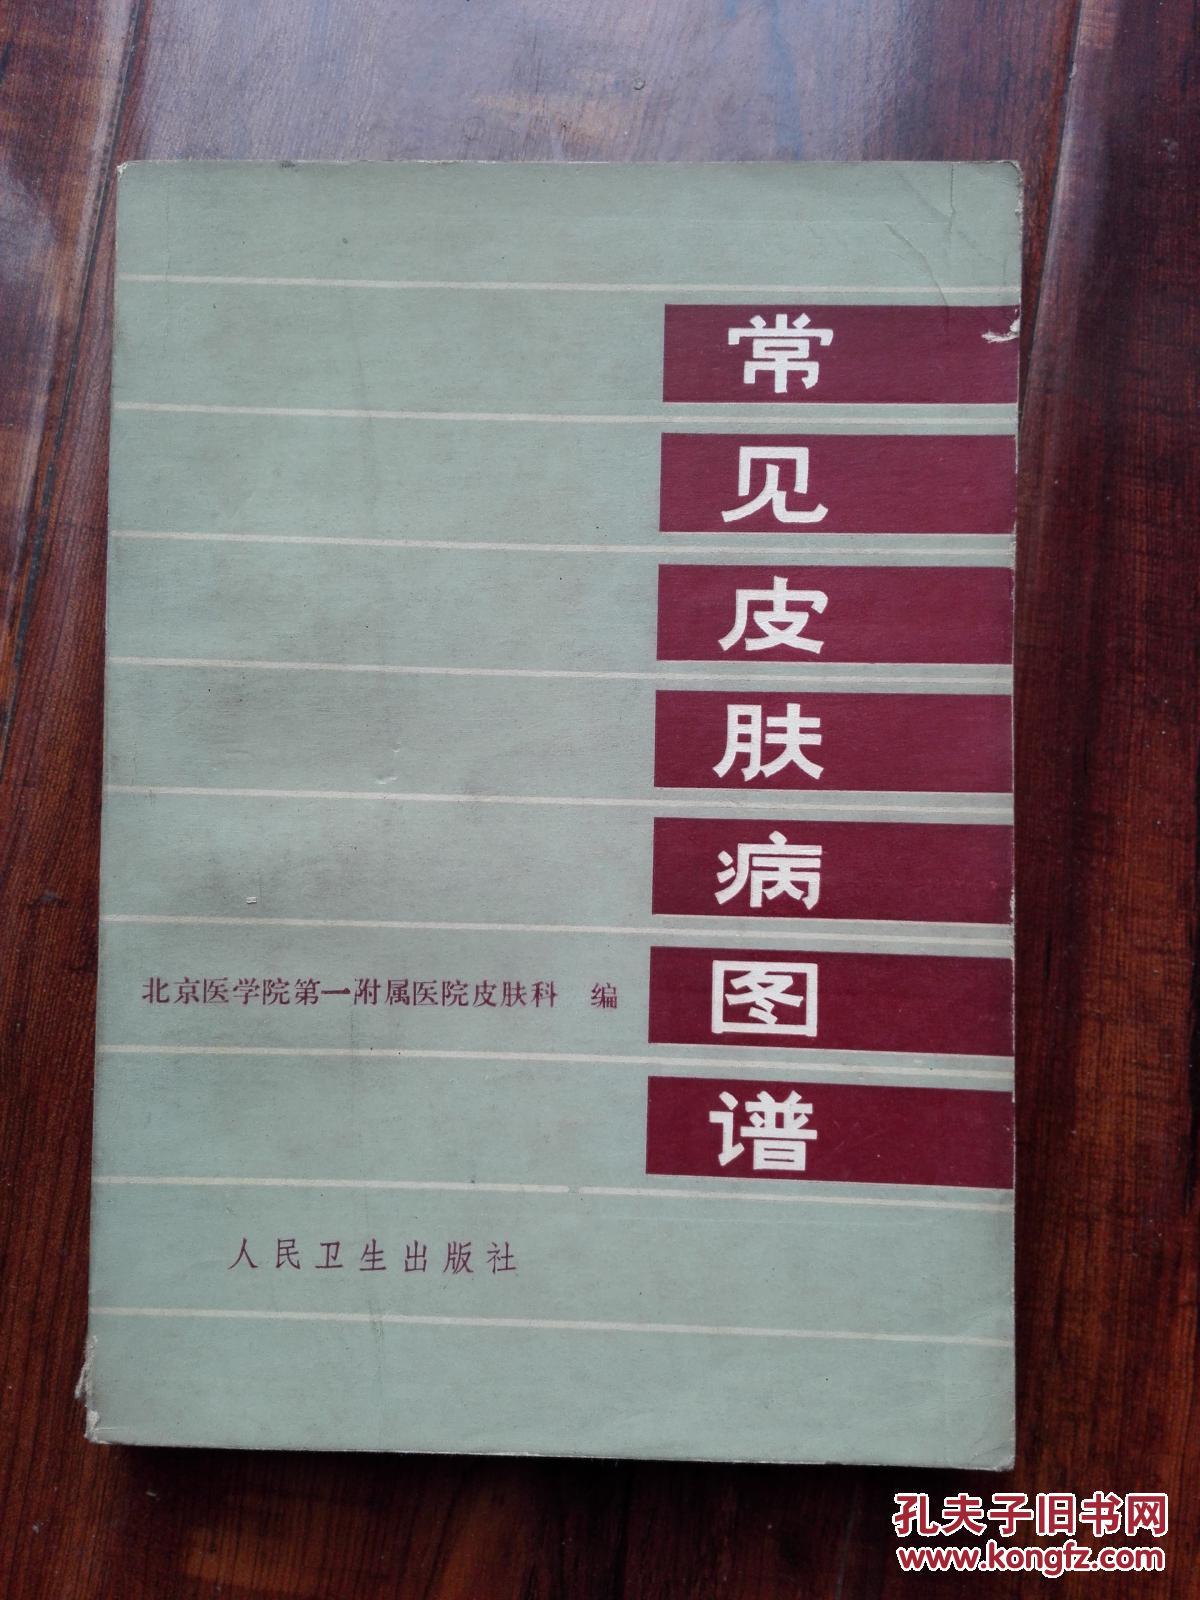 常见皮肤病图谱
北京医学院第一附属医院皮肤科 编
人民卫生出版社
孔夫子旧书网
www.kongfz.com